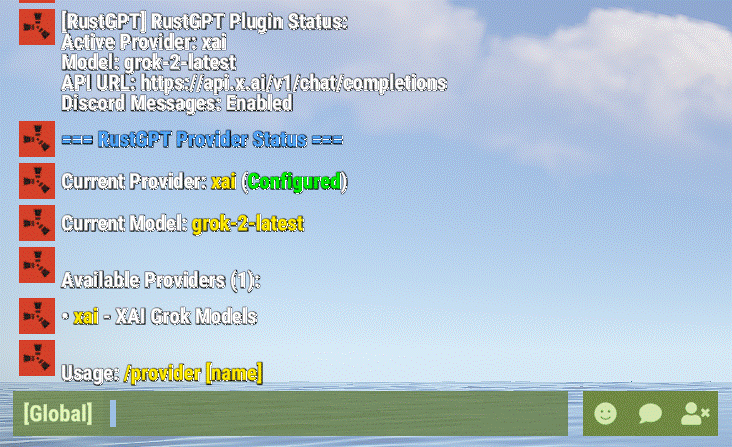 [RustGPT] RustGPT Plugin Status:
Active Provider: xai
Model: grok-2-latest
API URL: https://api.x.ai/v1/chat/completions
Discord Messages: Enabled
=== RustGPT Provider Status ===
Current Provider: xai (Configured)
Current Model: grok-2-latest
Available Providers (1):
• xai - XAI Grok Models
Usage: /provider [name]
[Global]